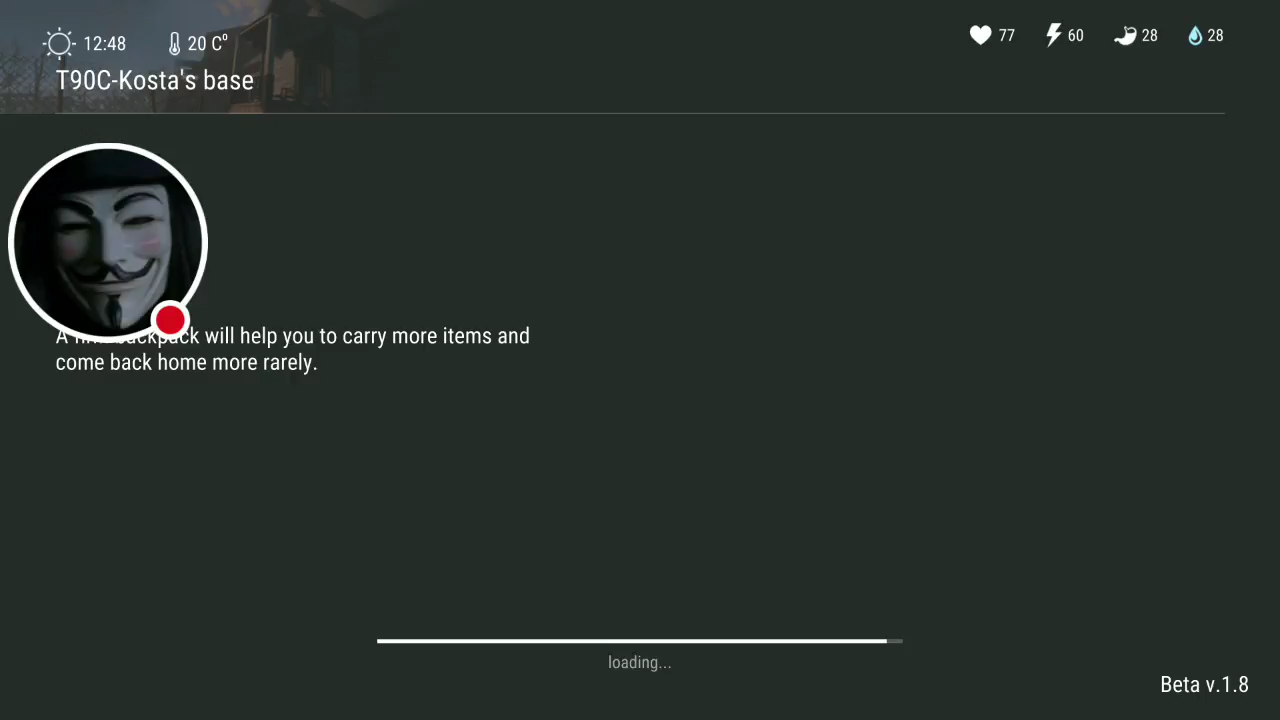 12:48
20 C°
77
60
28
28
T90C-Kosta's base
A backpack will help you to carry more items and
come back home more rarely.
loading...
Beta v.1.8